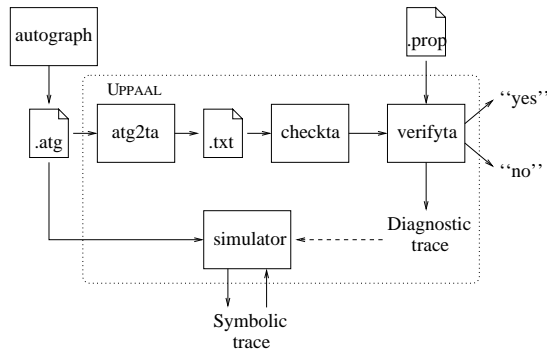 autograph
.prop
UPPAAL
“yes”
.atg
atg2ta
.txt
checkta
verifyta
“no”
simulator
Diagnostic
trace
Symbolic
trace